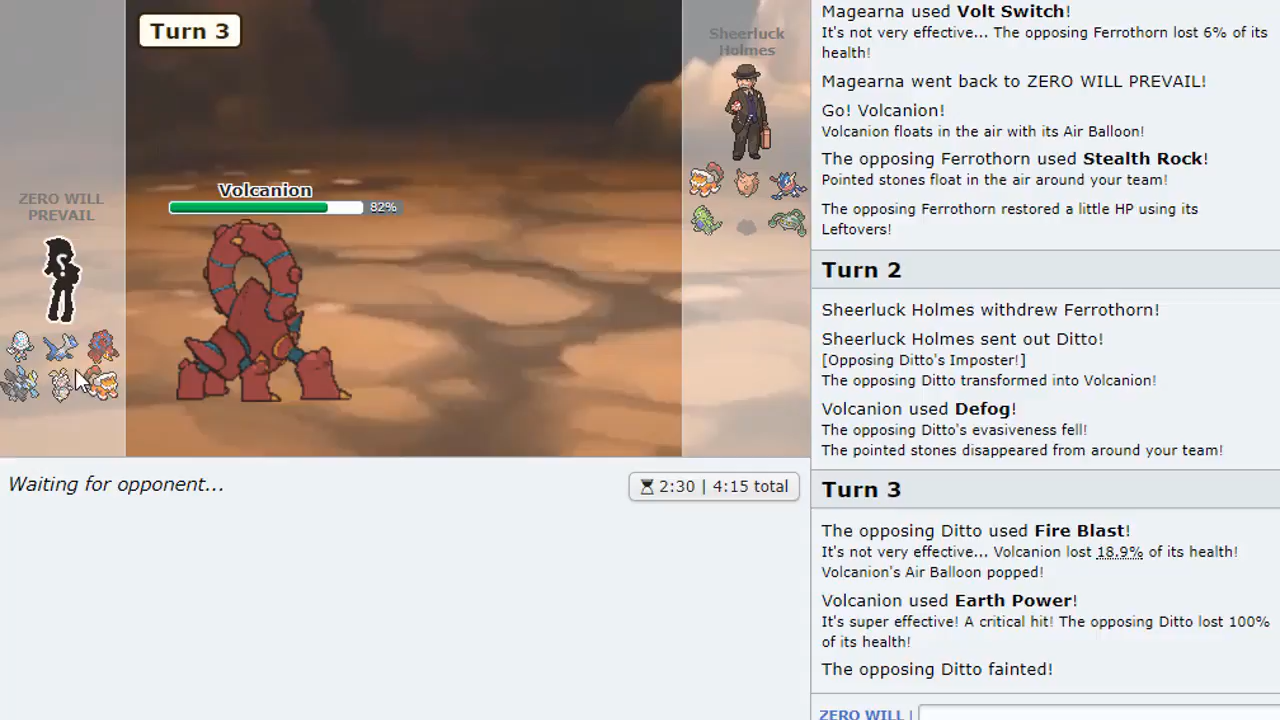 Turn 3
Sheerluck
Holmes
Volcanion
82%
ZERO WILL
PREVAIL
?
Waiting for opponent...
2:30 | 4:15 total
Magearna used Volt Switch!
It's not very effective... The opposing Ferrothorn lost 6% of its
health!
Magearna went back to ZERO WILL PREVAIL!
Go! Volcanion!
Volcanion floats in the air with its Air Balloon!
The opposing Ferrothorn used Stealth Rock!
Pointed stones float in the air around your team!
The opposing Ferrothorn restored a little HP using its
Leftovers!
Turn 2
Sheerluck Holmes withdrew Ferrothorn!
Sheerluck Holmes sent out Ditto!
[Opposing Ditto's Imposter!]
The opposing Ditto transformed into Volcanion!
Volcanion used Defog!
The opposing Ditto's evasiveness fell!
The pointed stones disappeared from around your team!
Turn 3
The opposing Ditto used Fire Blast!
It's not very effective... Volcanion lost 18.9% of its health!
Volcanion's Air Balloon popped!
Volcanion used Earth Power!
It's super effective! A critical hit! The opposing Ditto lost 100%
of its health!
The opposing Ditto fainted!
ZERO WILL |